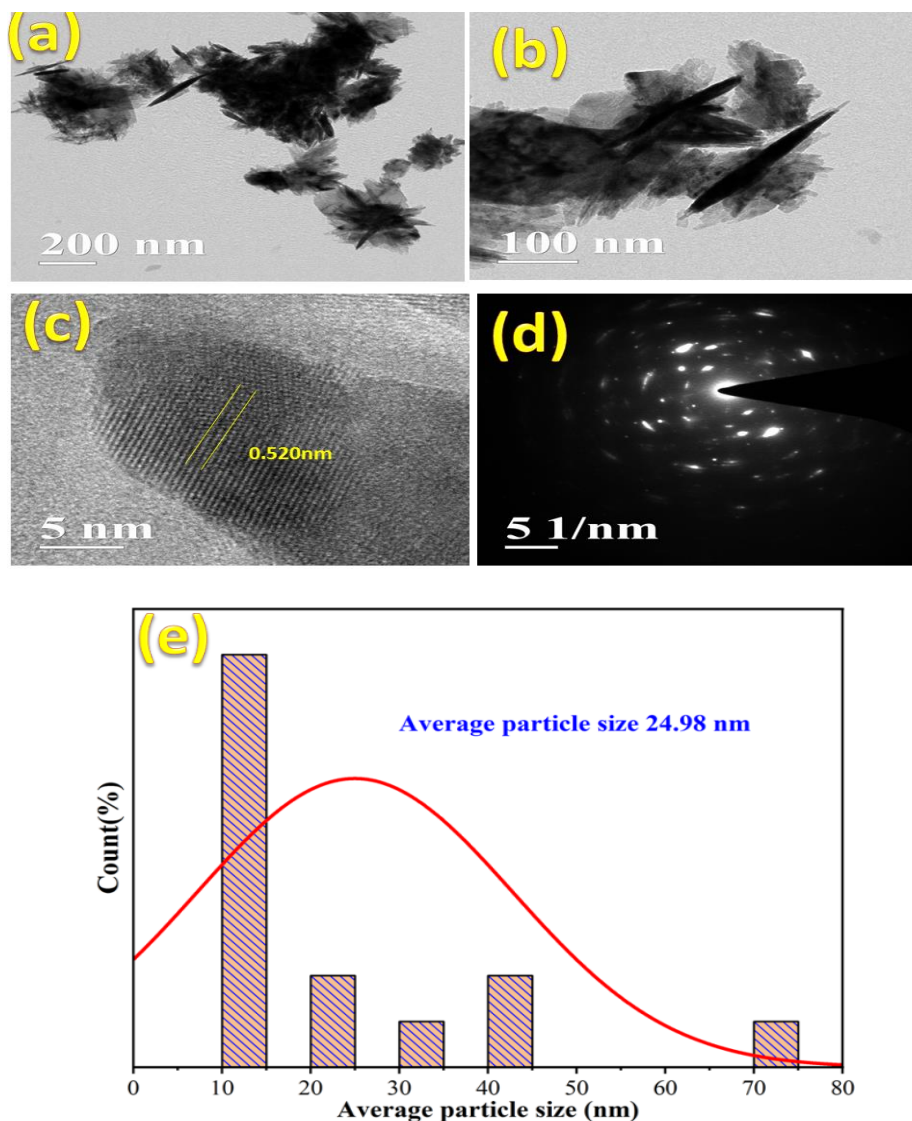 (a)
200 nm
(b)
100 nm
(c)
0.520nm
5 nm
(d)
5 1/nm
(e)
Average particle size 24.98 nm
Count(%)
0 10 20 30 40 50 60 70 80
Average particle size (nm)